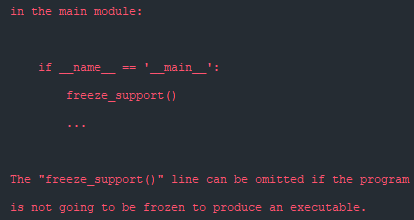 in the main module:
if __name__ == '__main__':
freeze_support()
...
The "freeze_support()" line can be omitted if the program
is not going to be frozen to produce an executable.